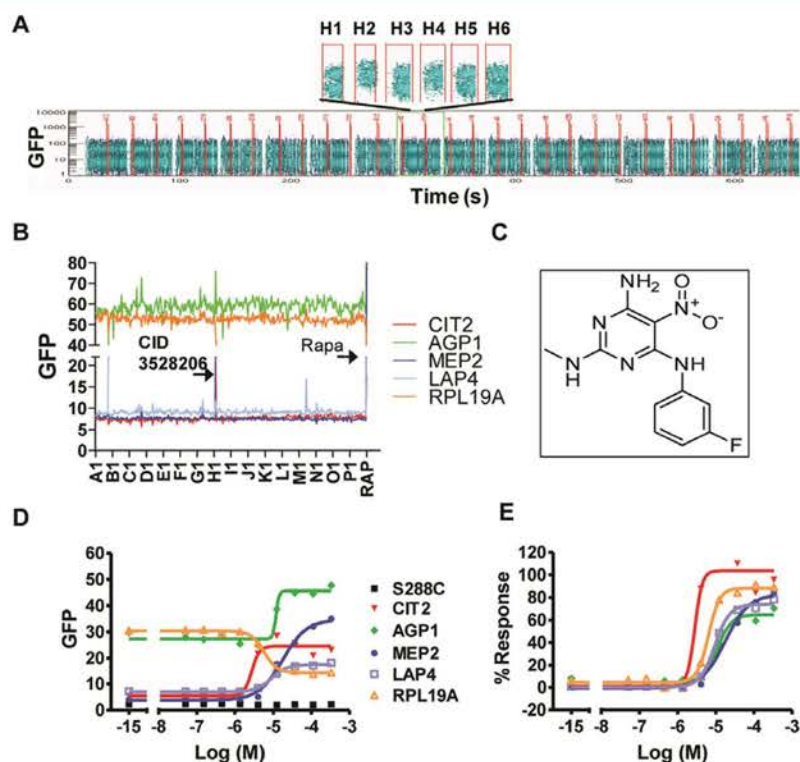 A
H1 H2 H3 H4 H5 H6
GFP
10000
1000
100
10
1
0 200 500 600
Time (s)
B
GFP
80
70
60
50
40
20
15
10
5
0
CID
3528206
Rapa
A1 B1 C1 D1 E1 F1 G1 H1 I1 J1 K1 L1 M1 N1 O1 P1 RAP
CIT2
AGP1
MEP2
LAP4
RPL19A
C
NH2
O
N+
O-
N
N
N
H
NH
F
D
GFP
60
50
40
30
20
10
0
-15 -8 -7 -6 -5 -4 -3
Log (M)
S288C
CIT2
AGP1
MEP2
LAP4
RPL19A
E
% Response
120
100
80
60
40
20
0
-20
-15 -8 -7 -6 -5 -4 -3
Log (M)